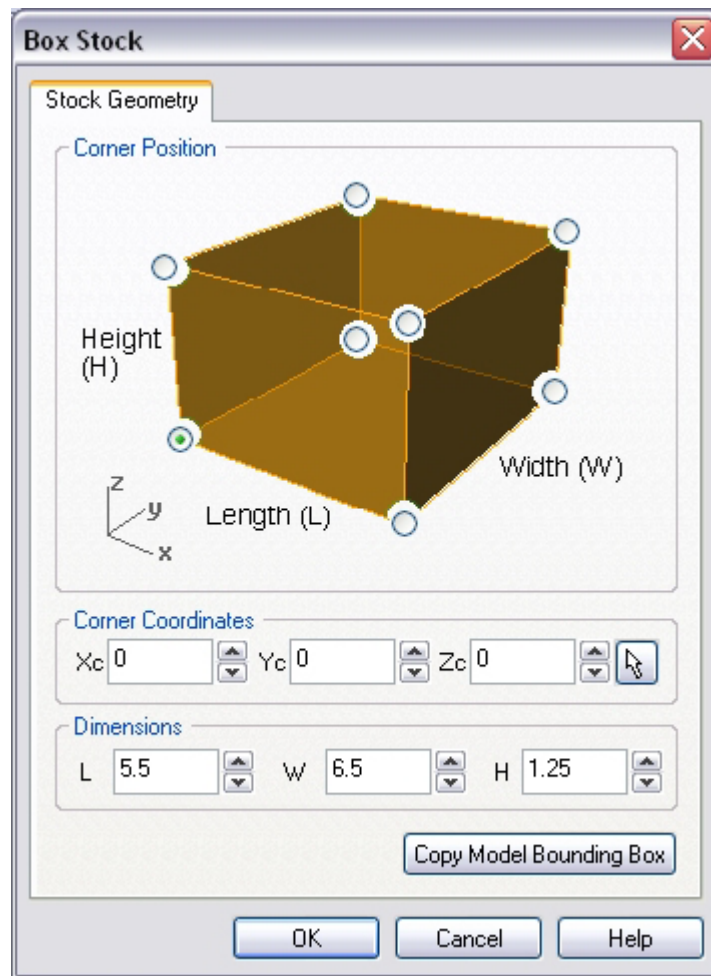 Box Stock
Stock Geometry
Corner Position
Height
(H)
Width (W)
Length (L)
z
y
x
Corner Coordinates
Xc 0 Yc 0 Zc 0
Dimensions
L 5.5 W 6.5 H 1.25
Copy Model Bounding Box
OK Cancel Help